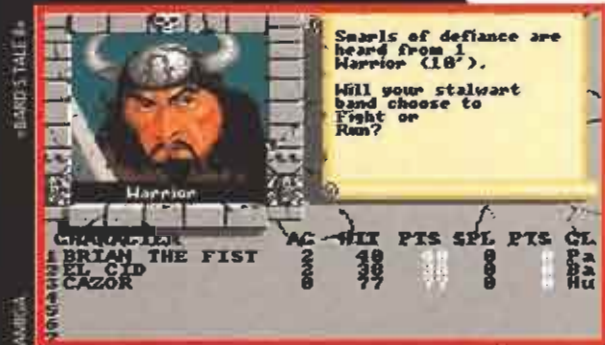 BARD'S TALE II
AMIGA
Warrior
Snarls of defiance are
heard from 1
Warrior (10').
Will your stalwart
band choose to
Fight or
Run?
CHARACTER AC HIT PTS SPL PTS CL
1 BRIAN THE FIST 2 40 0 Pa
2 EL CID 2 38 0 Ba
3 CAZOR 0 77 0 Hu